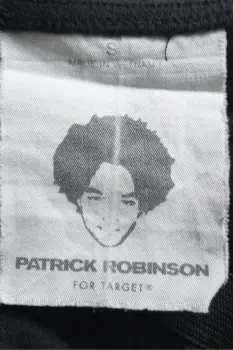 S
PATRICK ROBINSON
FOR TARGET®